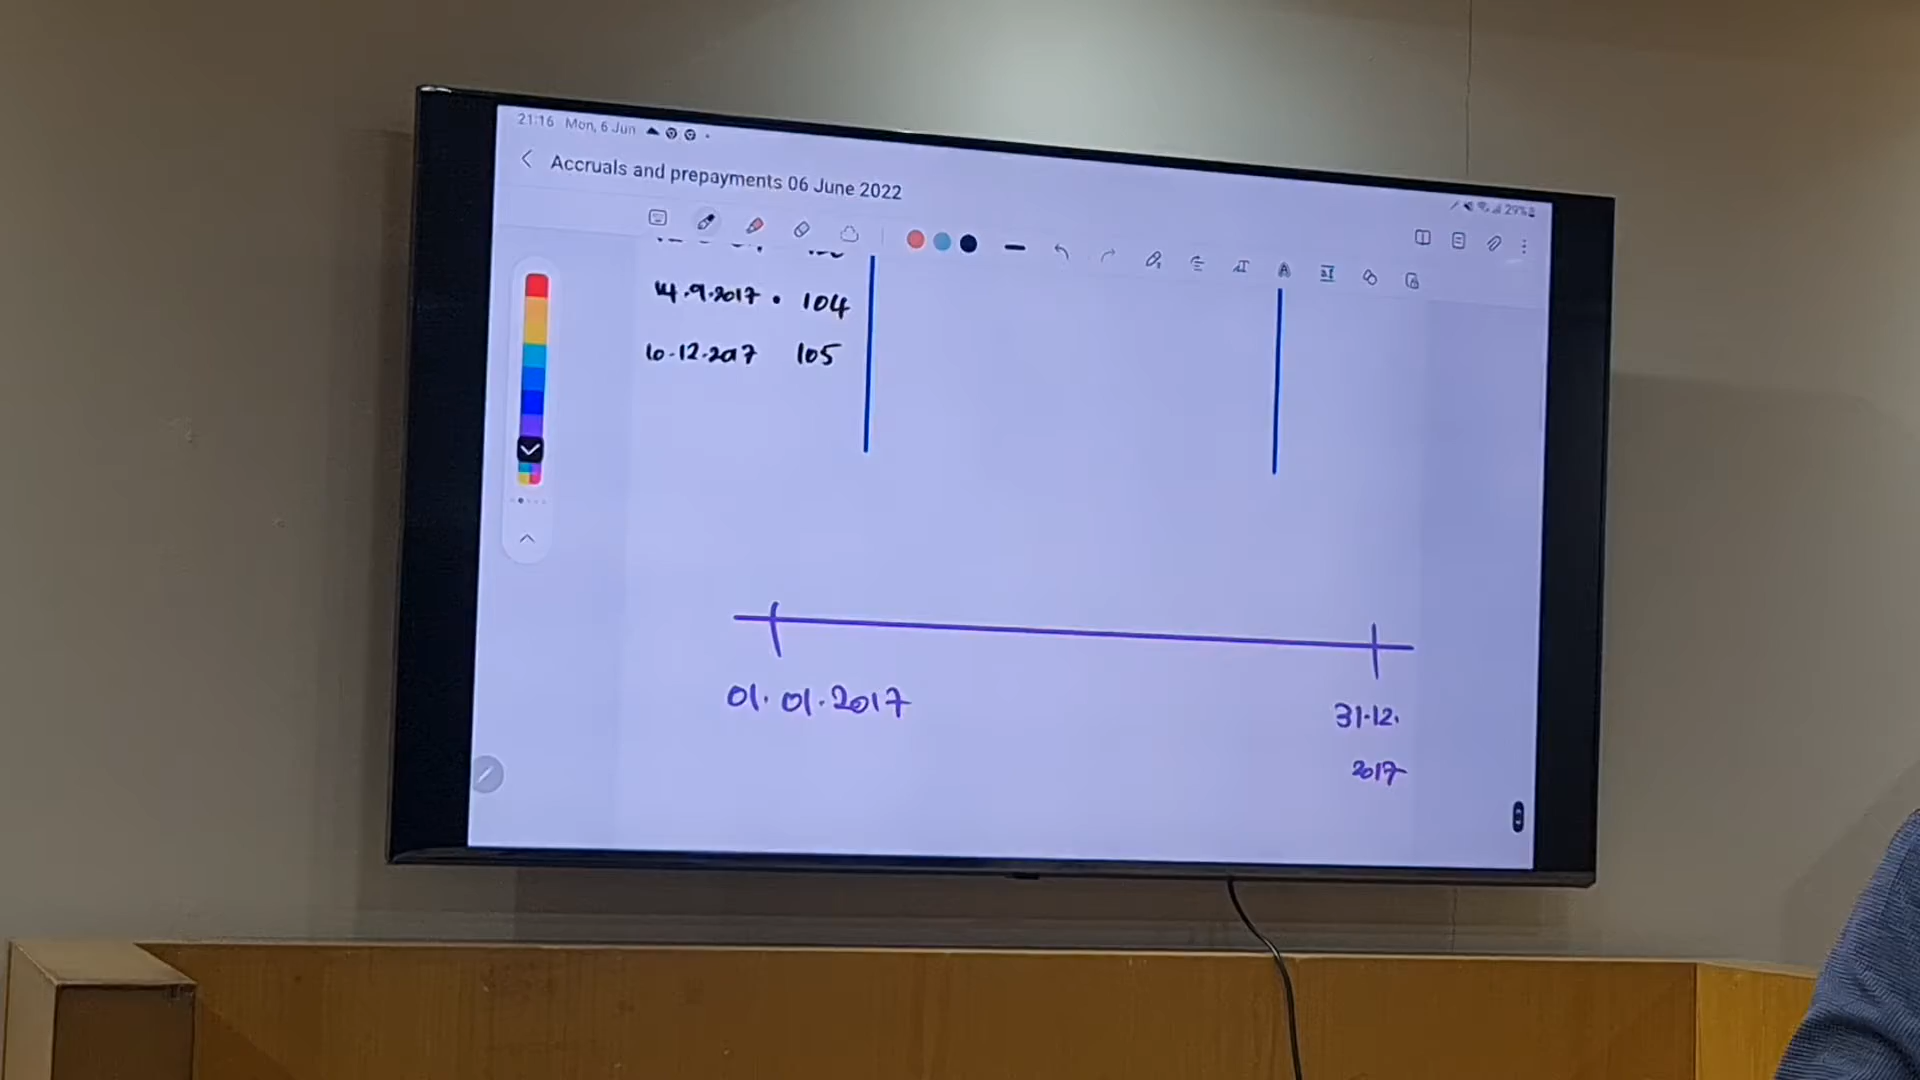 21:16 Mon, 6 Jun
29%
Accruals and prepayments 06 June 2022
14.9.2017 • 104
10.12.2017 105
01.01.2017
31.12.
2017